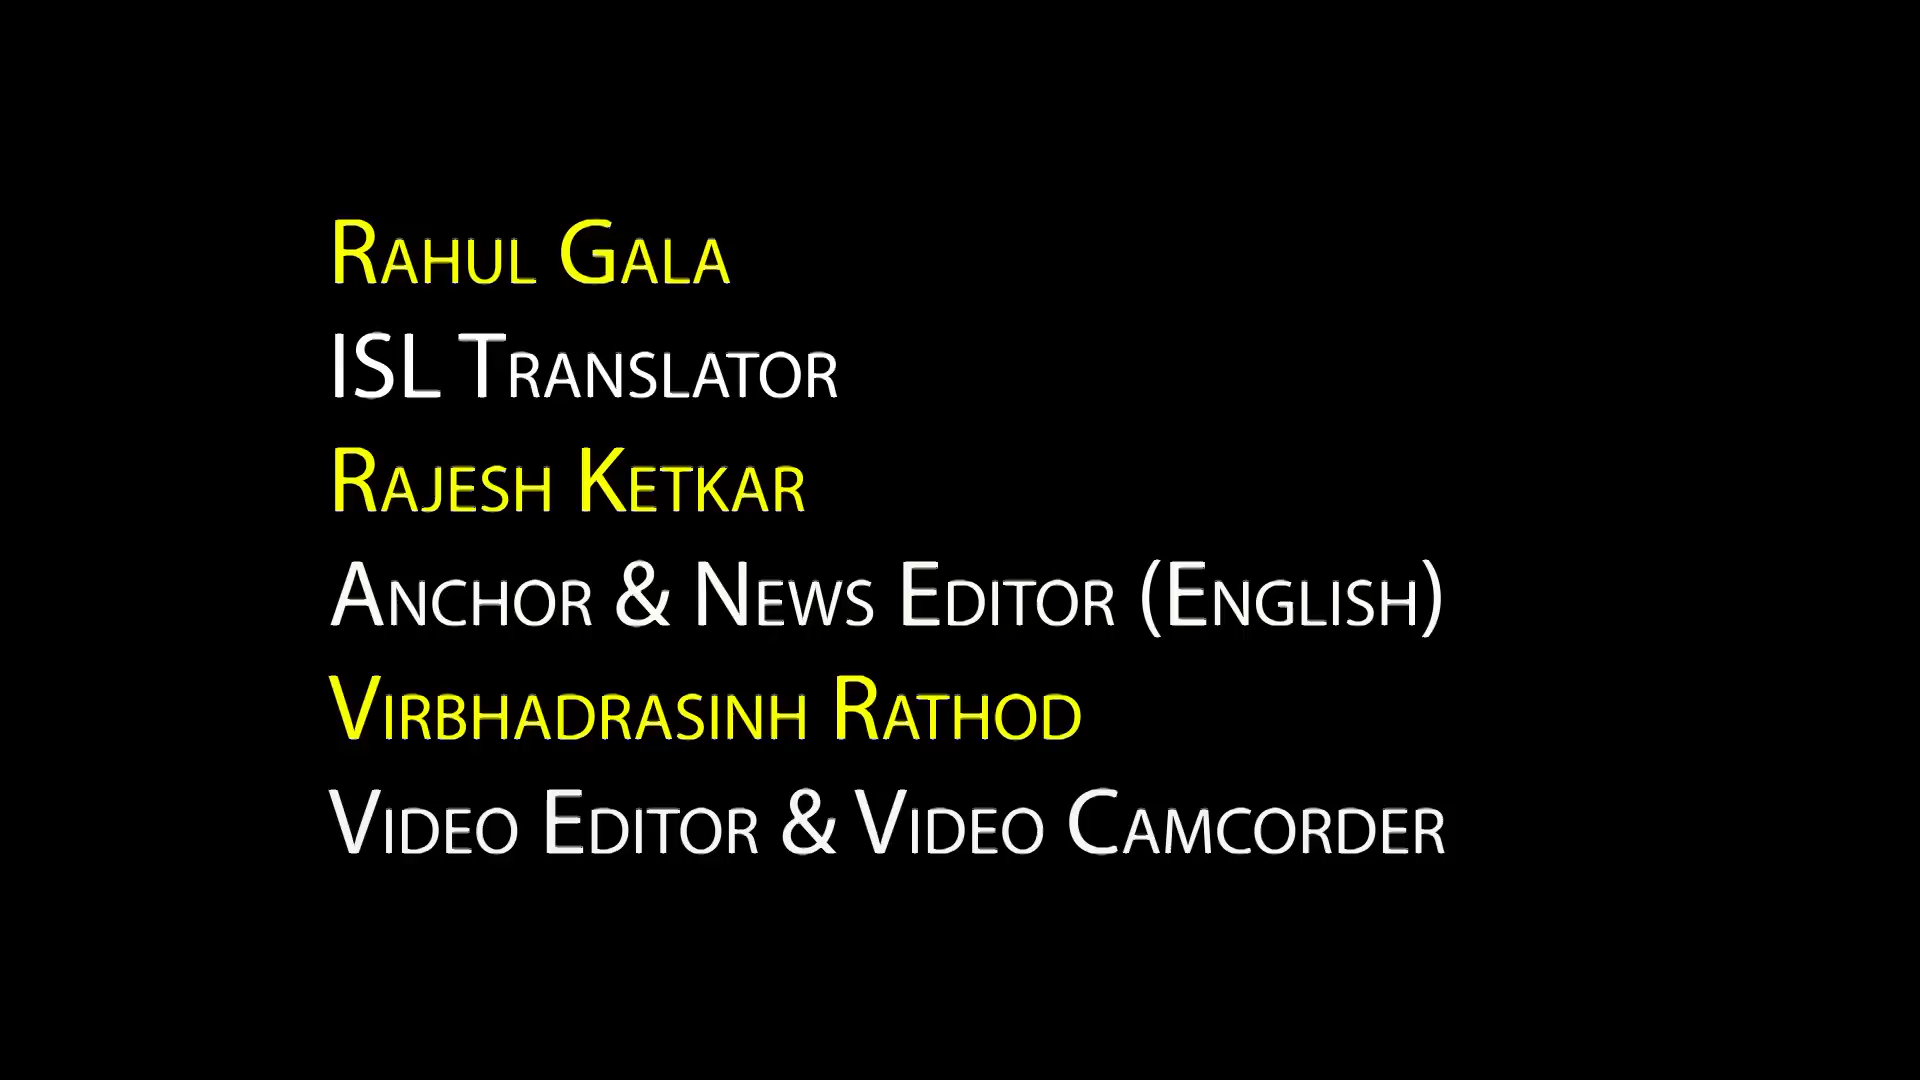 Rahul Gala
ISL Translator
Rajesh Ketkar
Anchor & News Editor (English)
Virbhadrasinh Rathod
Video Editor & Video Camcorder